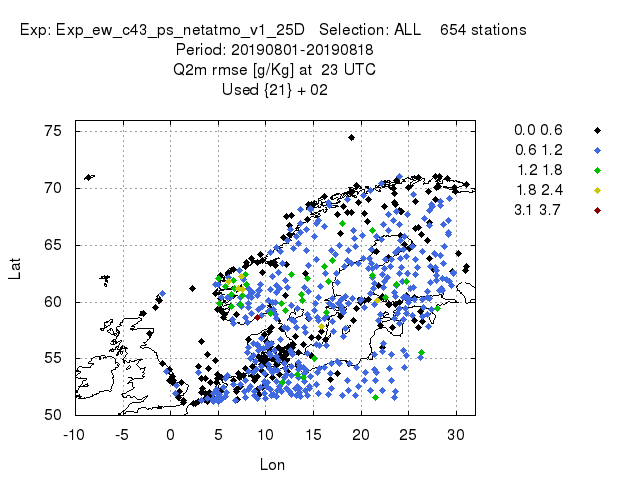 Exp: Exp_ew_c43_ps_netatmo_v1_25D   Selection: ALL    654 stations
Period: 20190801-20190818
Q2m rmse [g/Kg] at  23 UTC
Used {21} + 02
0.0 0.6
0.6 1.2
1.2 1.8
1.8 2.4
3.1 3.7
75
70
65
60
55
50
Lat
-10 -5 0 5 10 15 20 25 30
Lon